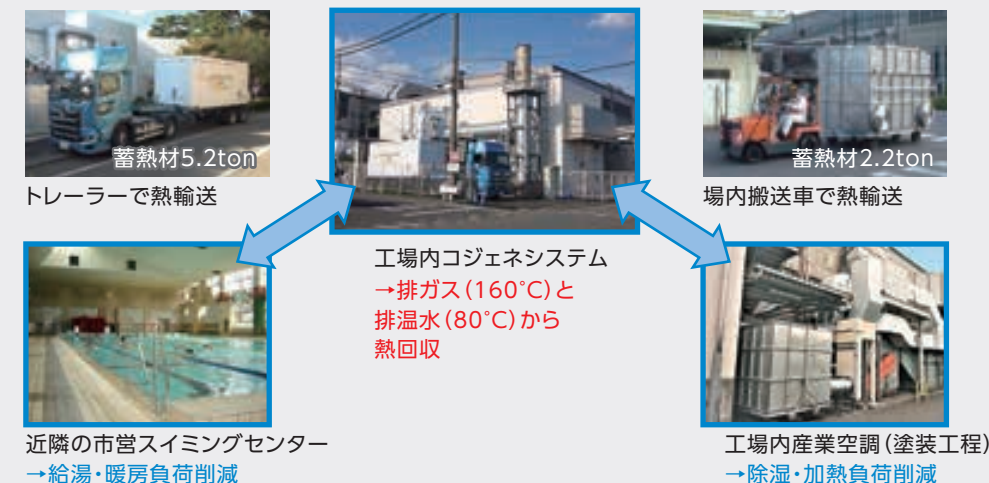 蓄熱材5.2ton
トレーラーで熱輸送
蓄熱材2.2ton
場内搬送車で熱輸送
工場内コジェネシステム
→排ガス(160℃)と
排温水(80℃)から
熱回収
近隣の市営スイミングセンター
→給湯・暖房負荷削減
工場内産業空調(塗装工程)
→除湿・加熱負荷削減